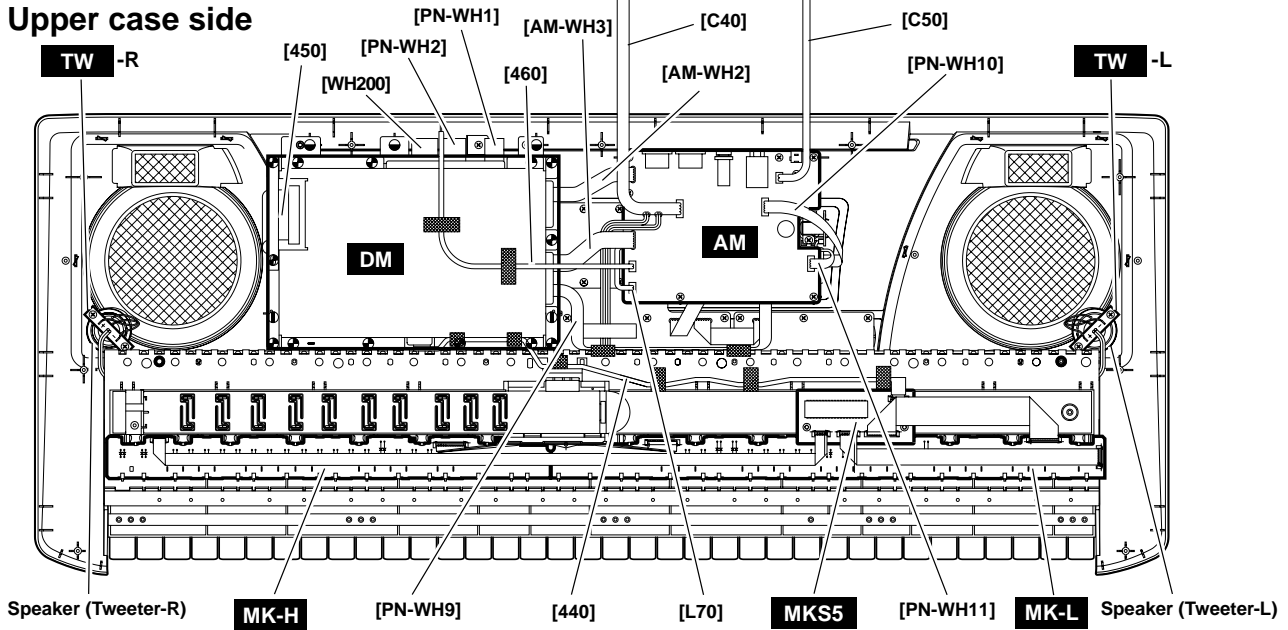 Upper case side
[PN-WH1]
[C40]
[C50]
[AM-WH3]
[450]
[PN-WH2]
TW -R
[460]
[AM-WH2]
[PN-WH10]
TW -L
[WH200]
DM
AM
Speaker (Tweeter-R)
MK-H
[PN-WH9]
[440]
[L70]
MKS5
[PN-WH11]
MK-L
Speaker (Tweeter-L)